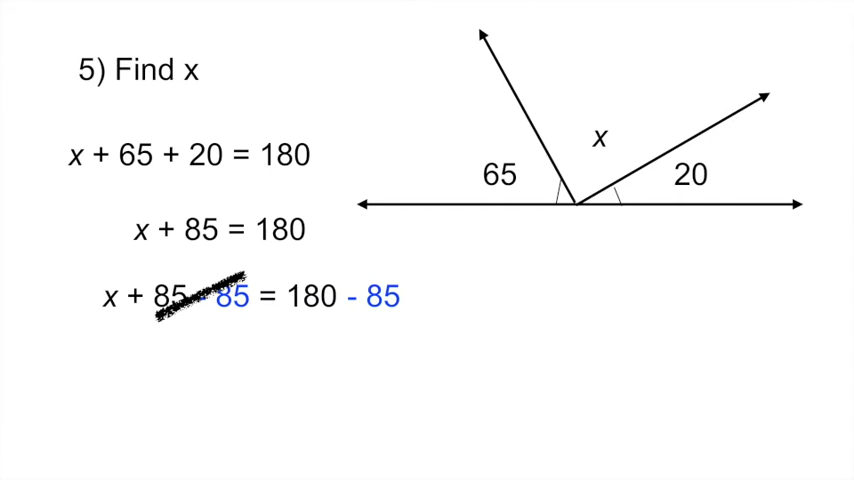 5) Find x
x + 65 + 20 = 180
x + 85 = 180
x + 85 - 85 = 180 - 85
x
65
20